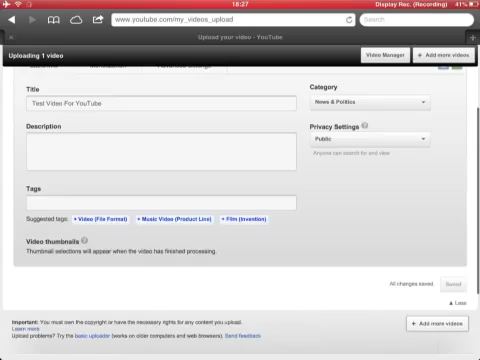 18:27
Display Rec. (Recording) 41%
www.youtube.com/my_videos_upload
Search
Upload your video - YouTube
Uploading 1 video
Video Manager
+ Add more videos
Title
Test Video For YouTube
Category
News & Politics
Description
Privacy Settings
Public
Anyone can search for and view
Tags
Suggested tags: + Video (File Format) + Music Video (Product Line) + Film (Invention)
Video thumbnails
Thumbnail selections will appear when the video has finished processing.
All changes saved.
Saved
Less
Important: You must own the copyright or have the necessary rights for any content you upload.
Learn more
Upload problems? Try the basic uploader (works on older computers and web browsers). Send feedback
+ Add more videos